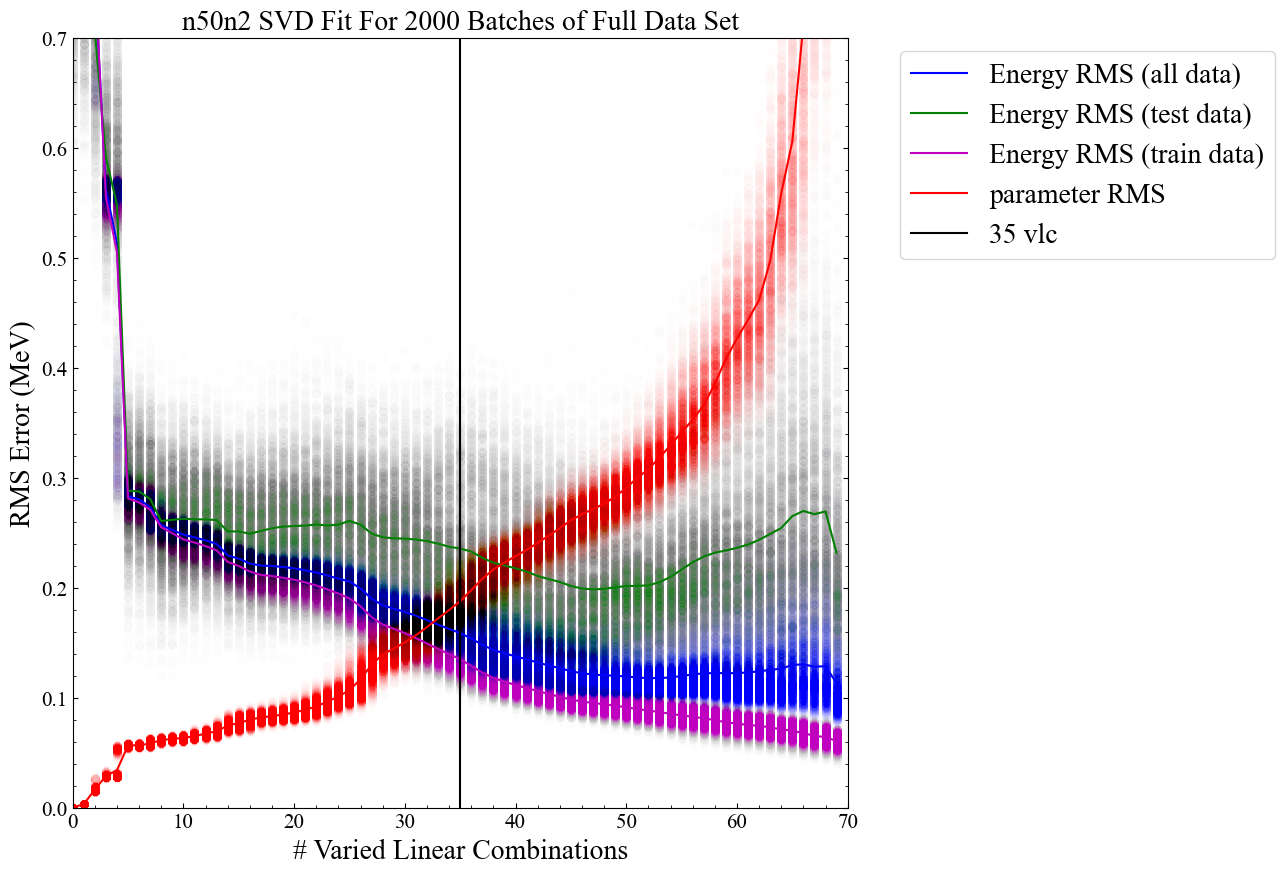 n50n2 SVD Fit For 2000 Batches of Full Data Set
RMS Error (MeV)
0.7
0.6
0.5
0.4
0.3
0.2
0.1
0.0
0 10 20 30 40 50 60 70
# Varied Linear Combinations
Energy RMS (all data)
Energy RMS (test data)
Energy RMS (train data)
parameter RMS
35 vlc